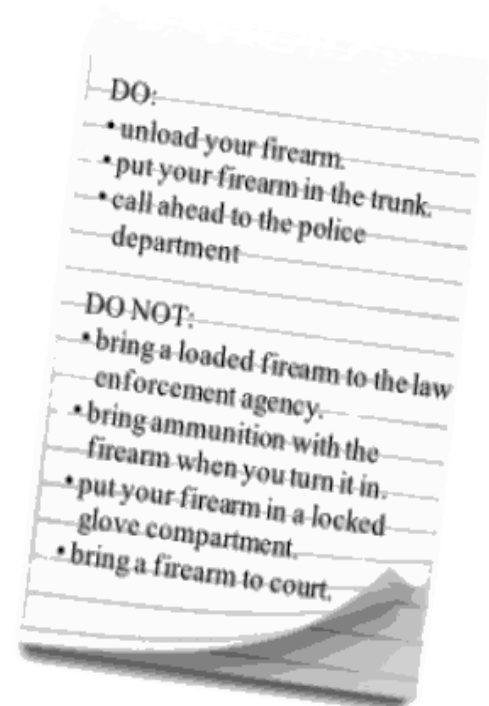 DO:
• unload your firearm.
• put your firearm in the trunk.
• call ahead to the police
department
DO NOT:
• bring a loaded firearm to the law
enforcement agency.
• bring ammunition with the
firearm when you turn it in.
• put your firearm in a locked
glove compartment.
• bring a firearm to court.